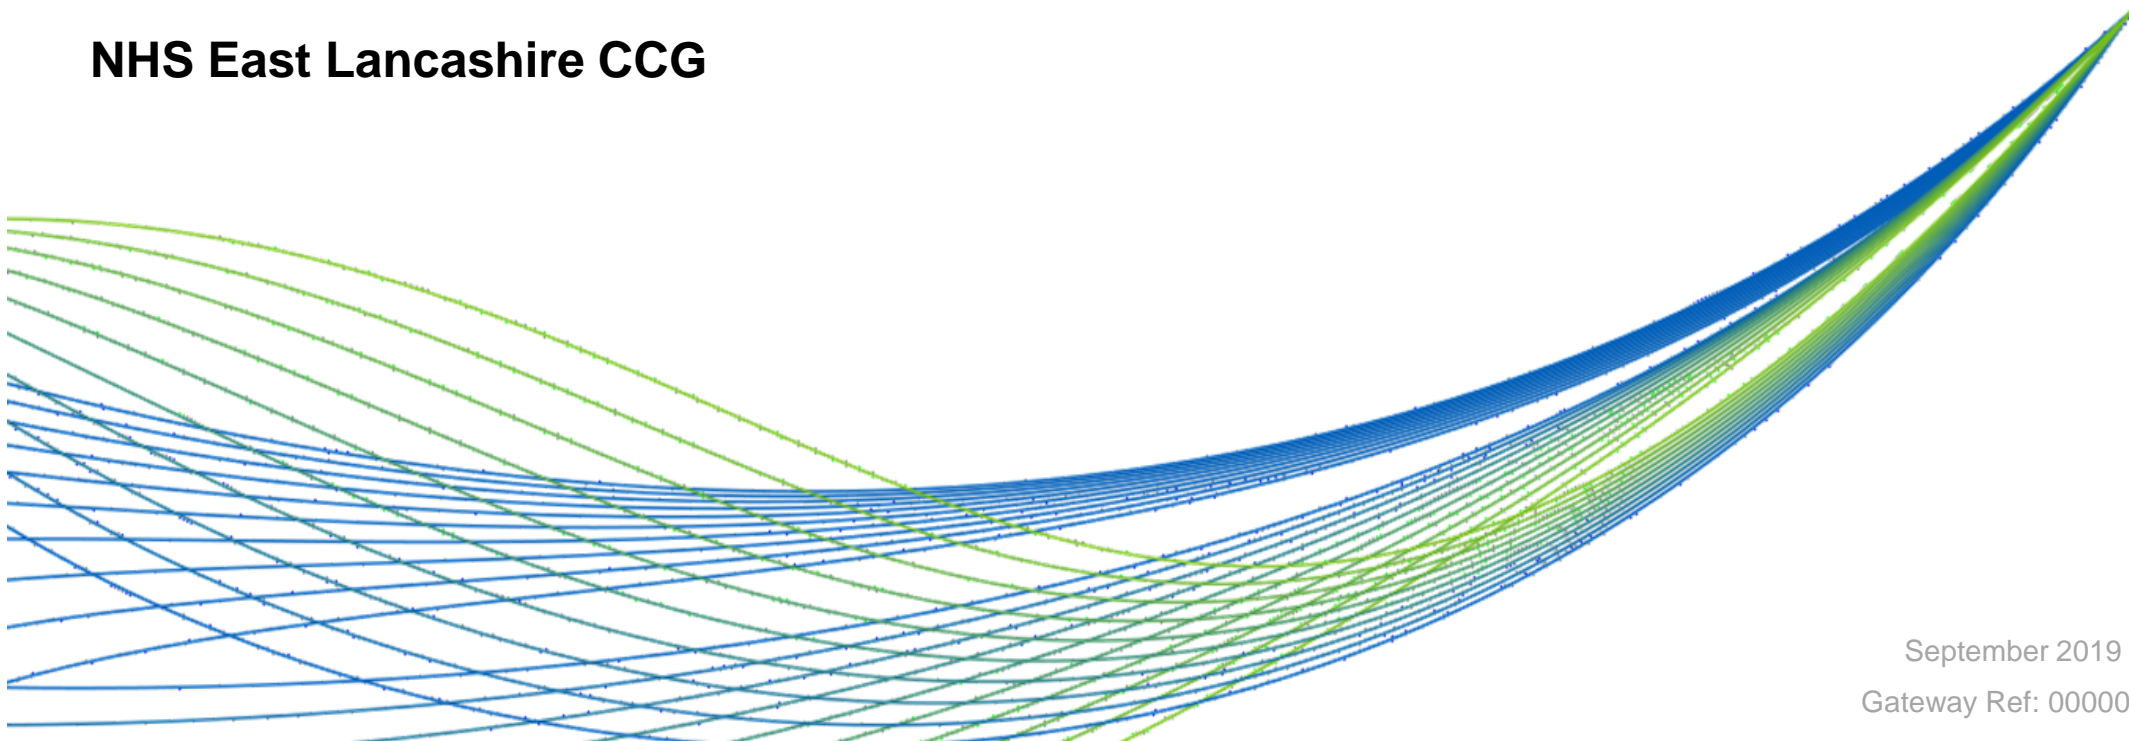 NHS East Lancashire CCG
September 2019
Gateway Ref: 00000